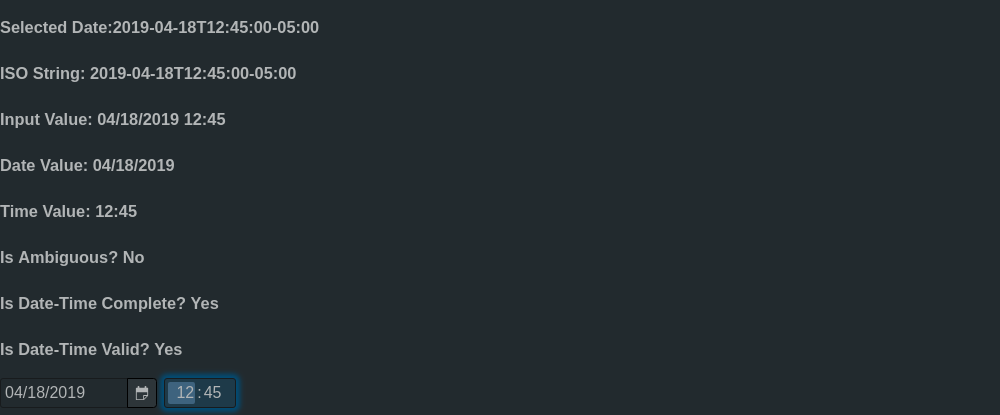 Selected Date:2019-04-18T12:45:00-05:00
ISO String: 2019-04-18T12:45:00-05:00
Input Value: 04/18/2019 12:45
Date Value: 04/18/2019
Time Value: 12:45
Is Ambiguous? No
Is Date-Time Complete? Yes
Is Date-Time Valid? Yes
04/18/2019 12:45